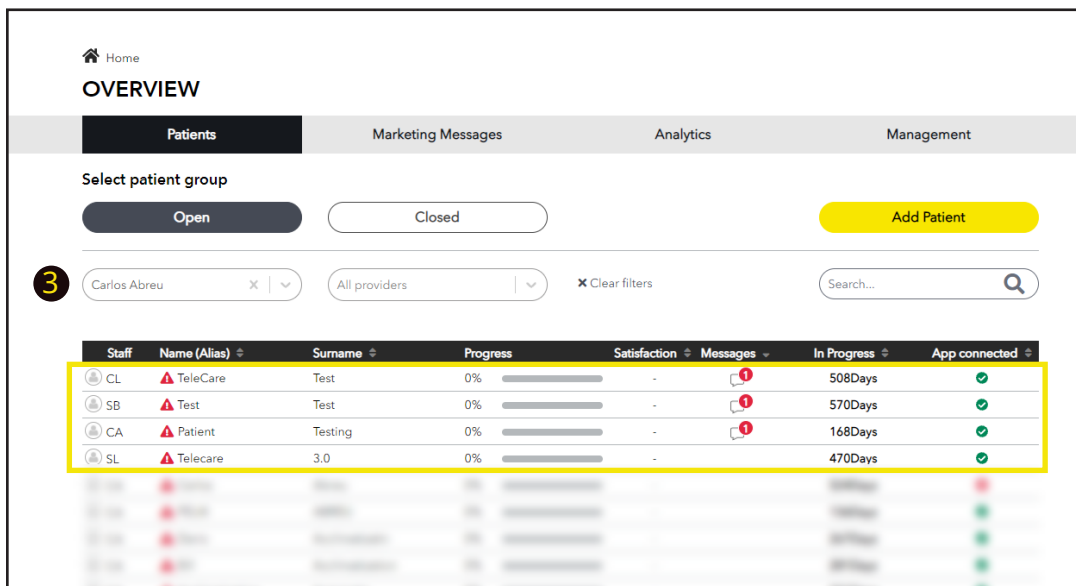 Home
OVERVIEW
Patients Marketing Messages Analytics Management
Select patient group
Open Closed Add Patient
3 Carlos Abreu All providers Clear filters Search...
Staff Name (Alias) Surname Progress Satisfaction Messages In Progress App connected
CL TeleCare Test 0% - 1 508Days
SB Test Test 0% - 1 570Days
CA Patient Testing 0% - 1 168Days
SL Telecare 3.0 0% - 470Days